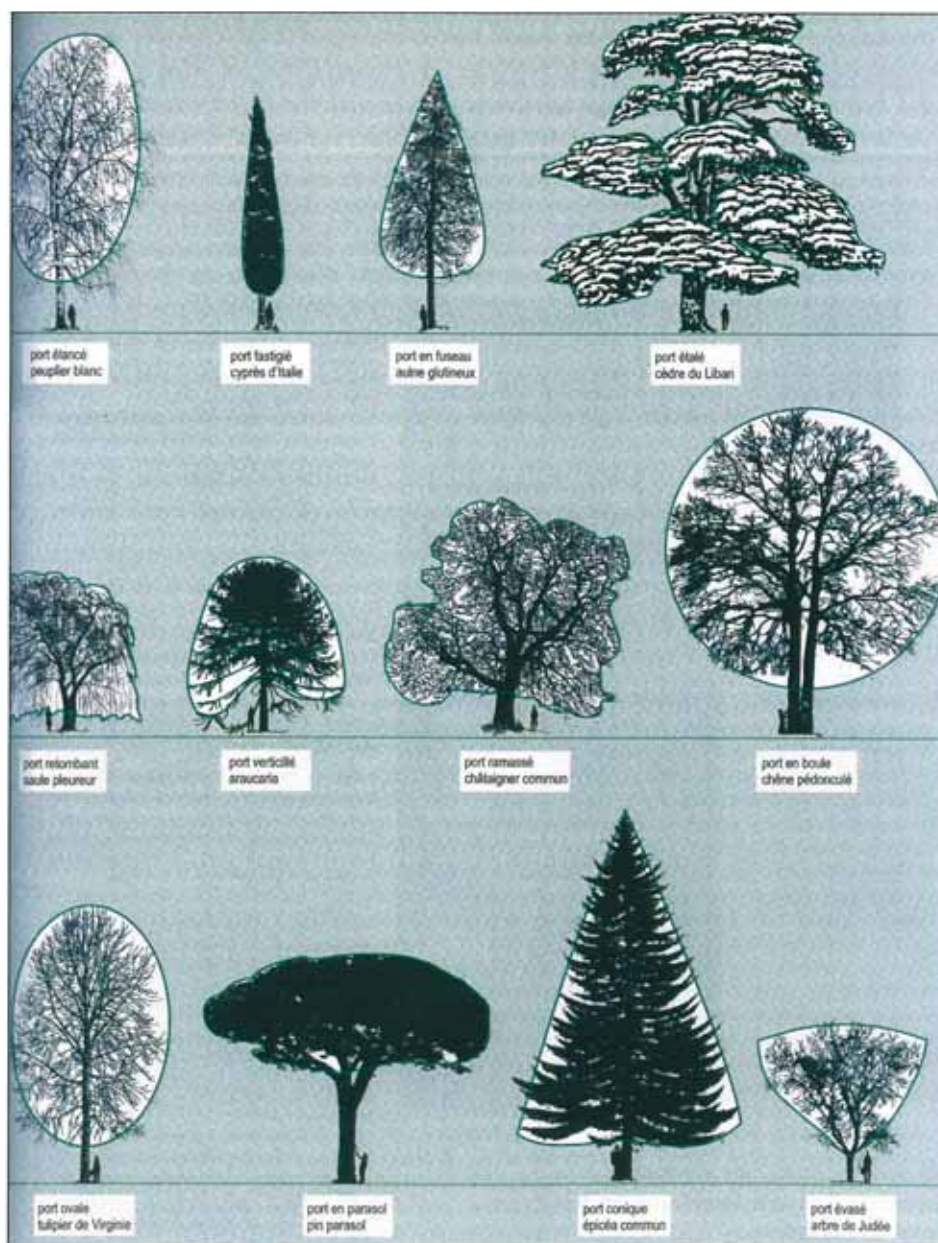 port élancé
peuplier blanc
port fastigié
cyprès d'Italie
port en fuseau
aulne glutineux
port étalé
cèdre du Liban
port retombant
saule pleureur
port verticillé
araucaria
port ramassé
châtaigner commun
port en boule
chêne pédonculé
port ovale
tulipier de Virginie
port en parasol
pin parasol
port conique
épicéa commun
port évasé
arbre de Judée